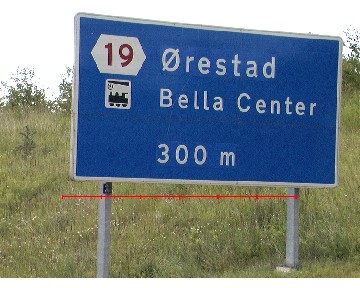 19 Ørestad
Bella Center
300 m